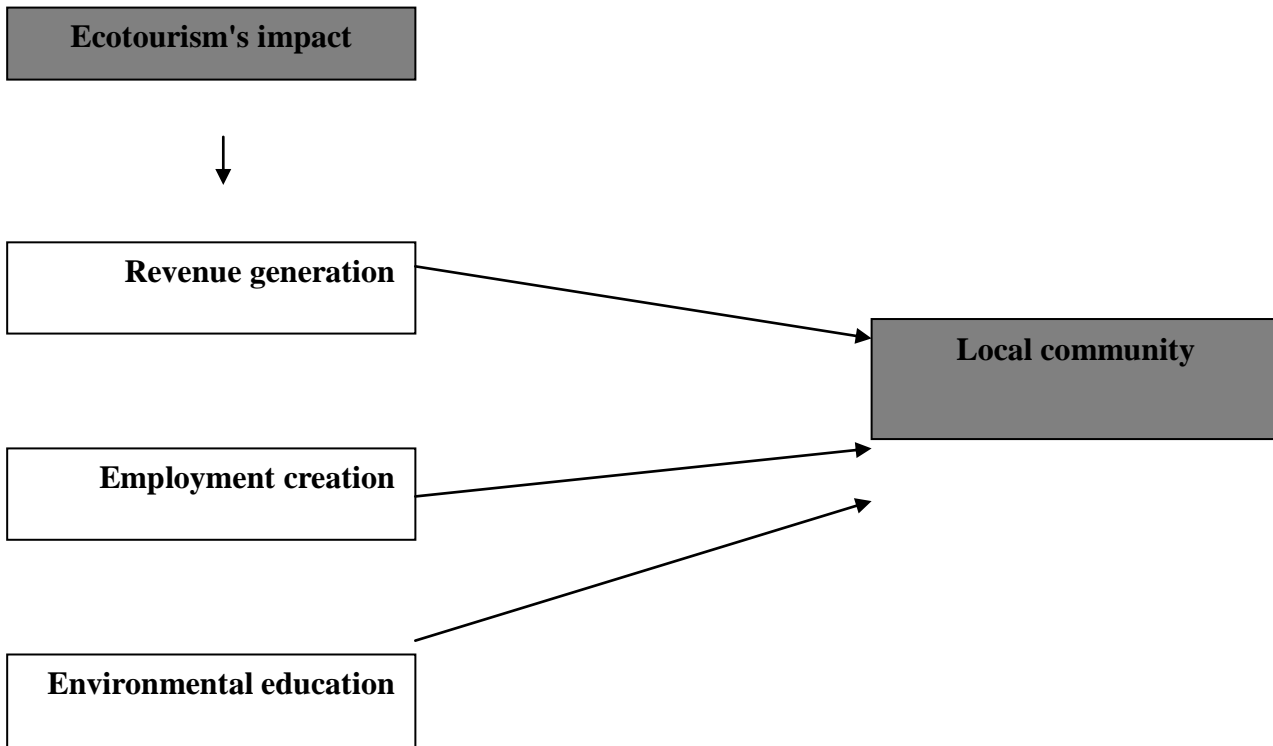 Ecotourism's impact
Revenue generation
Local community
Employment creation
Environmental education